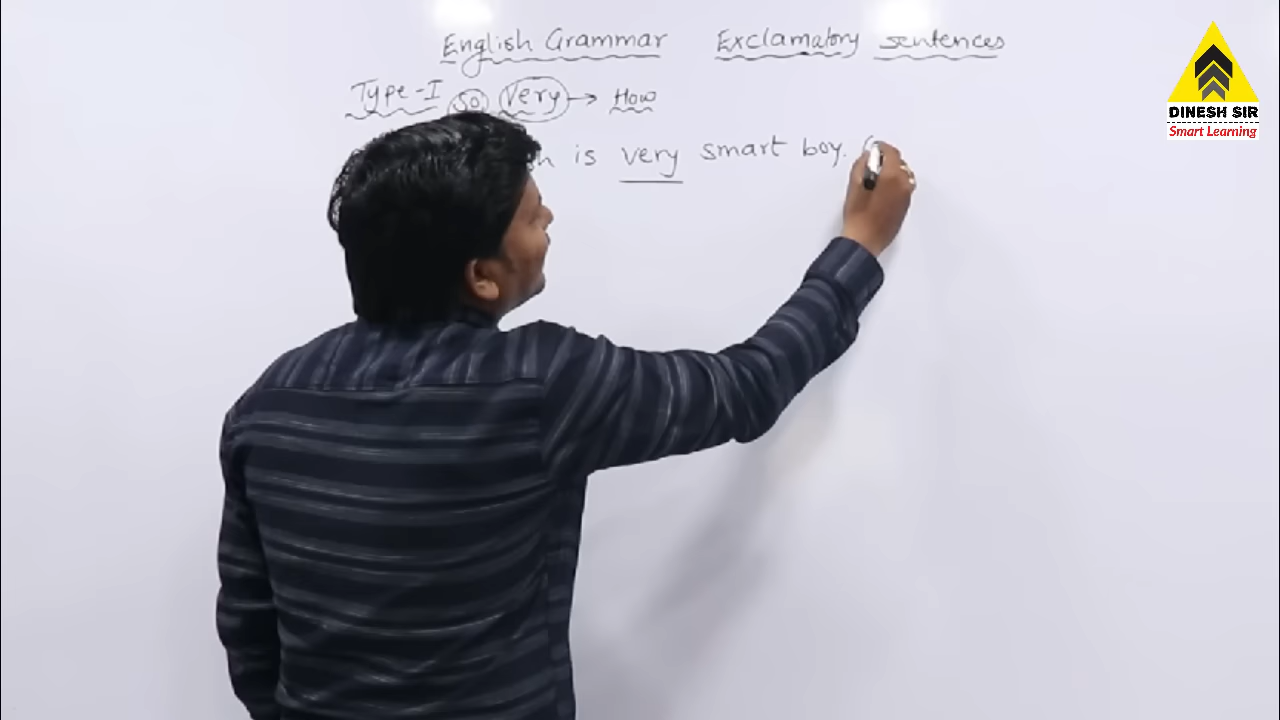 English Grammar Exclamatory sentences
Type-I so very → How
is very smart boy. (
DINESH SIR
Smart Learning